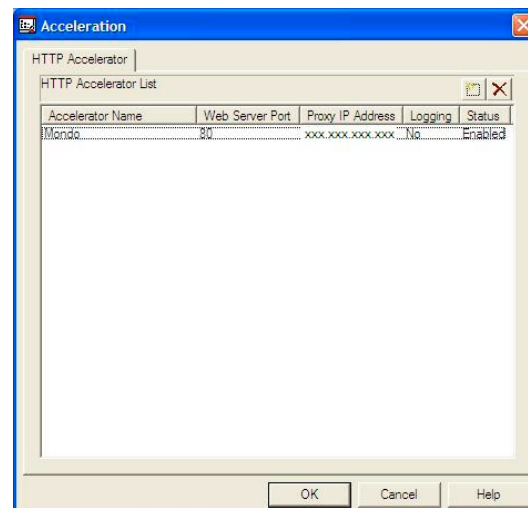 Acceleration
HTTP Accelerator
HTTP Accelerator List
Accelerator Name Web Server Port Proxy IP Address Logging Status
Mondo 80 xxx.xxx.xxx.xxx No Enabled
OK Cancel Help